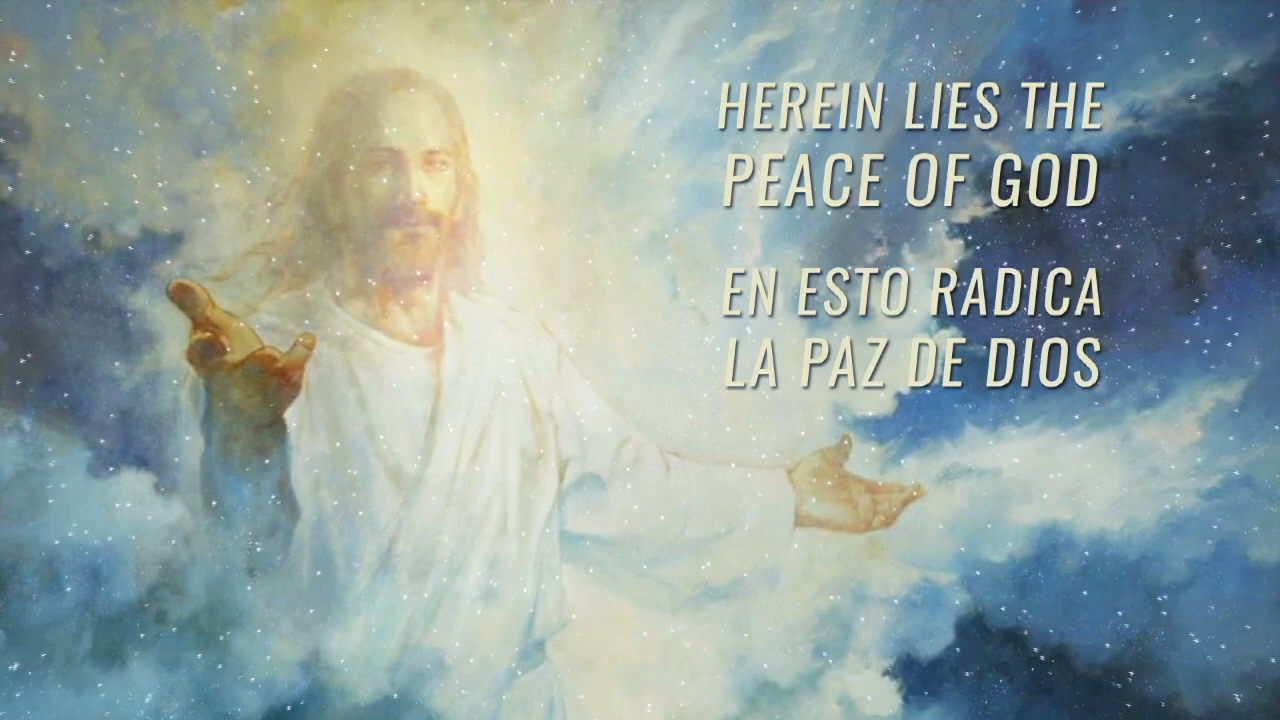 HEREIN LIES THE
PEACE OF GOD
EN ESTO RADICA
LA PAZ DE DIOS